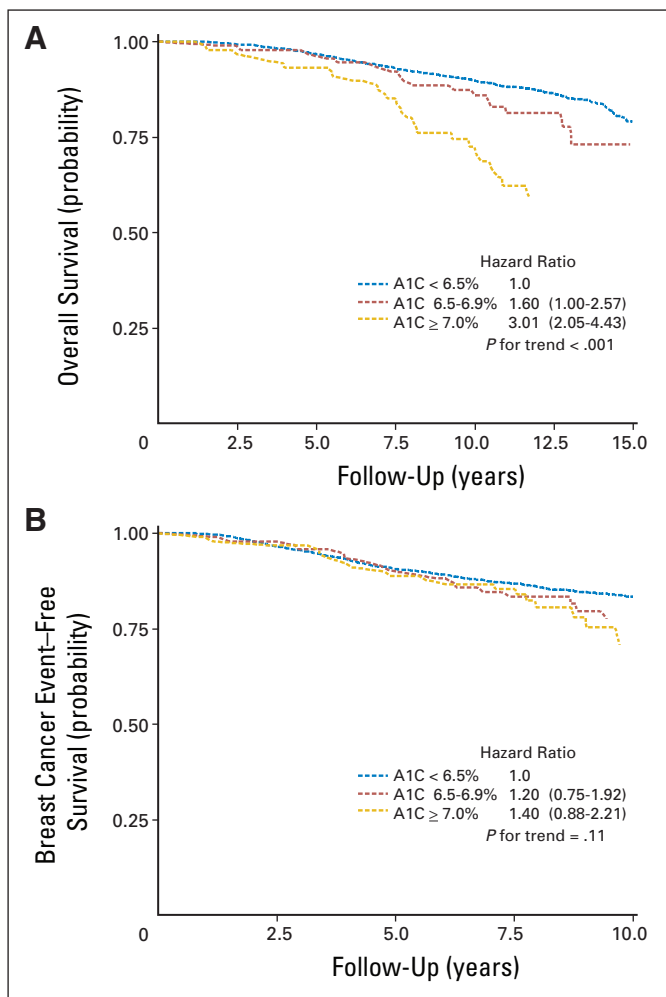 A
1.00
0.75
0.50
0.25
Overall Survival (probability)
Hazard Ratio
A1C < 6.5% 1.0
A1C 6.5-6.9% 1.60 (1.00-2.57)
A1C ≥ 7.0% 3.01 (2.05-4.43)
P for trend < .001
0 2.5 5.0 7.5 10.0 12.5 15.0
Follow-Up (years)
B
1.00
0.75
0.50
0.25
Breast Cancer Event–Free
Survival (probability)
Hazard Ratio
A1C < 6.5% 1.0
A1C 6.5-6.9% 1.20 (0.75-1.92)
A1C ≥ 7.0% 1.40 (0.88-2.21)
P for trend = .11
0 2.5 5.0 7.5 10.0
Follow-Up (years)